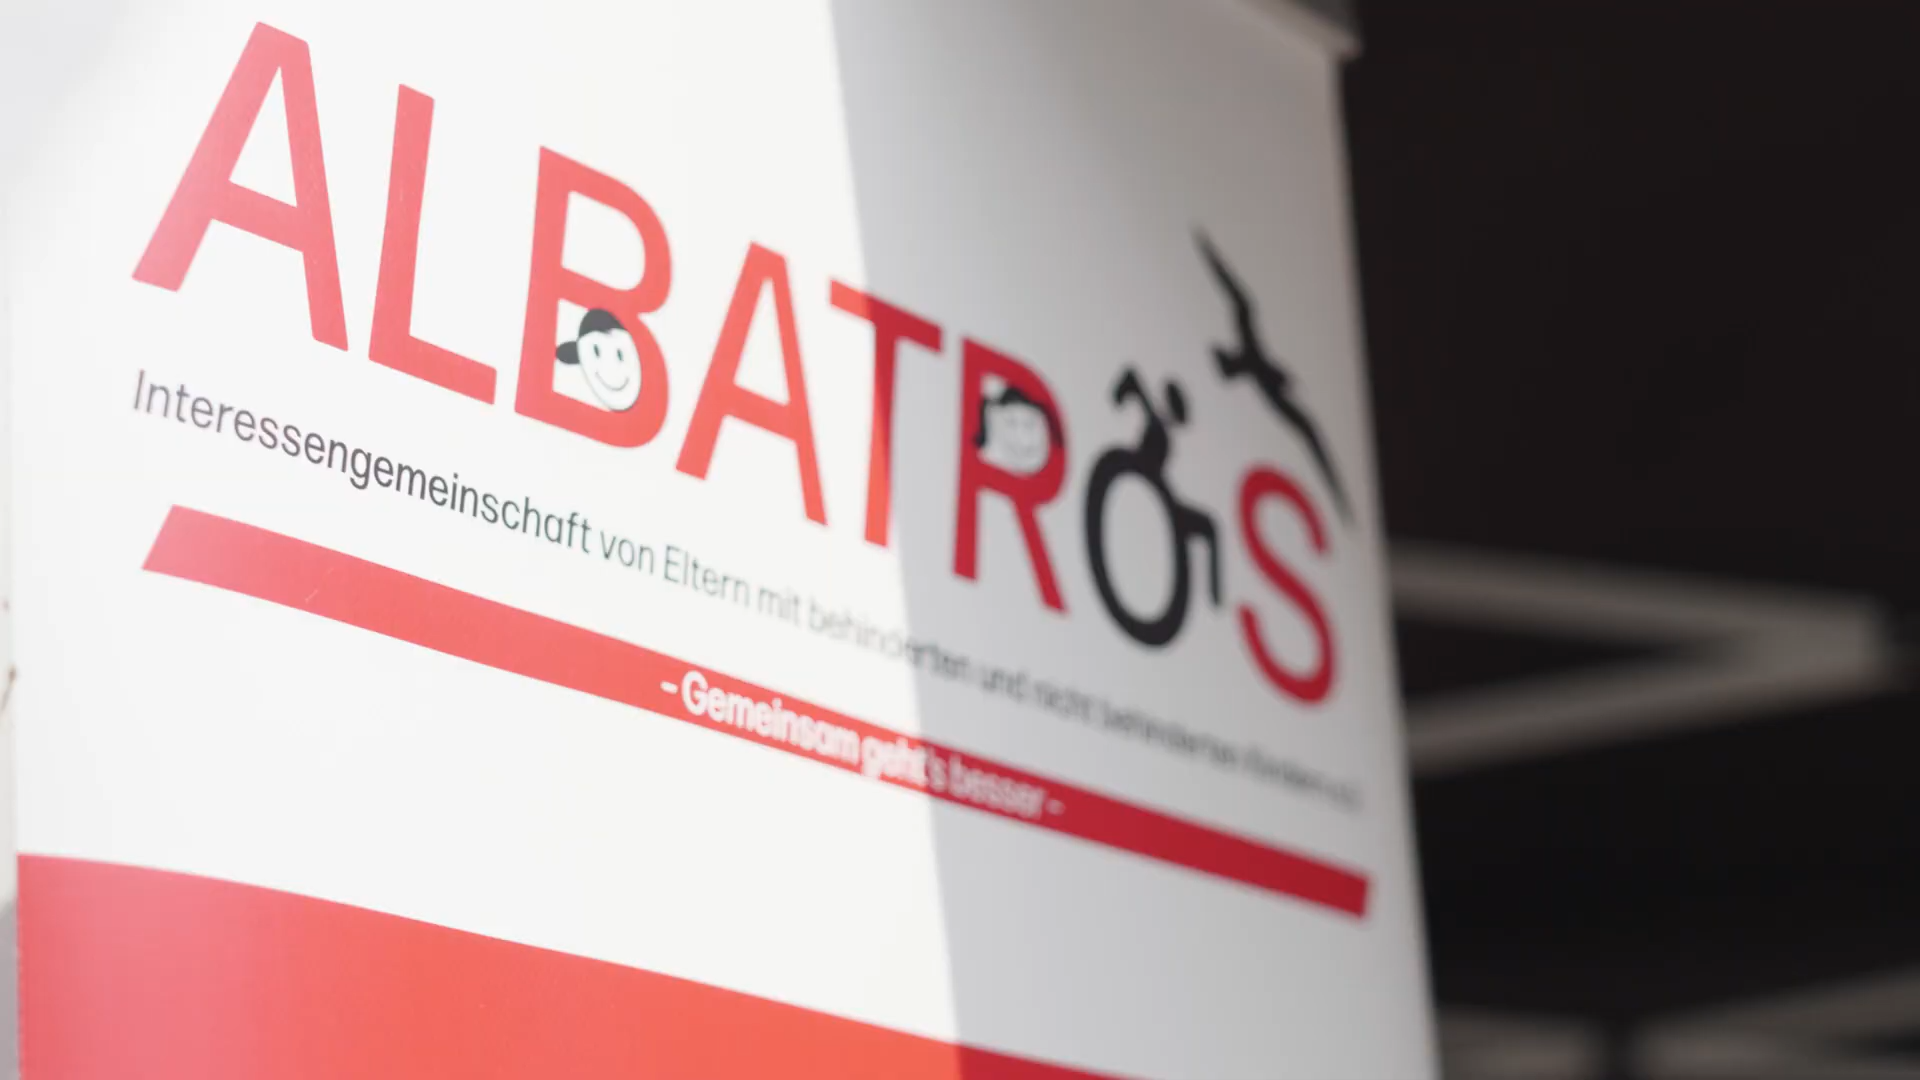 ALBATROS
Interessengemeinschaft von Eltern mit behinderten und nicht behinderten Kindern e.V.
- Gemeinsam geht's besser -